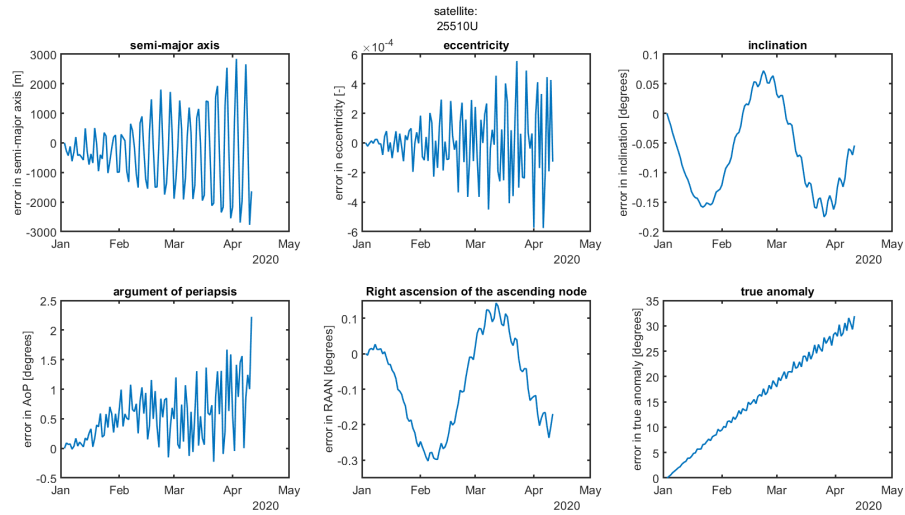 satellite:
25510U
semi-major axis
3000
2000
1000
0
-1000
-2000
-3000
error in semi-major axis [m]
Jan
Feb
Mar
Apr
May
2020
eccentricity
×10⁻⁴
6
4
2
0
-2
-4
-6
error in eccentricity [-]
Jan
Feb
Mar
Apr
May
2020
inclination
0.1
0.05
0
-0.05
-0.1
-0.15
-0.2
error in inclination [degrees]
Jan
Feb
Mar
Apr
May
2020
argument of periapsis
2.5
2
1.5
1
0.5
0
-0.5
error in AoP [degrees]
Jan
Feb
Mar
Apr
May
2020
Right ascension of the ascending node
0.1
0
-0.1
-0.2
-0.3
error in RAAN [degrees]
Jan
Feb
Mar
Apr
May
2020
true anomaly
35
30
25
20
15
10
5
0
error in true anomaly [degrees]
Jan
Feb
Mar
Apr
May
2020